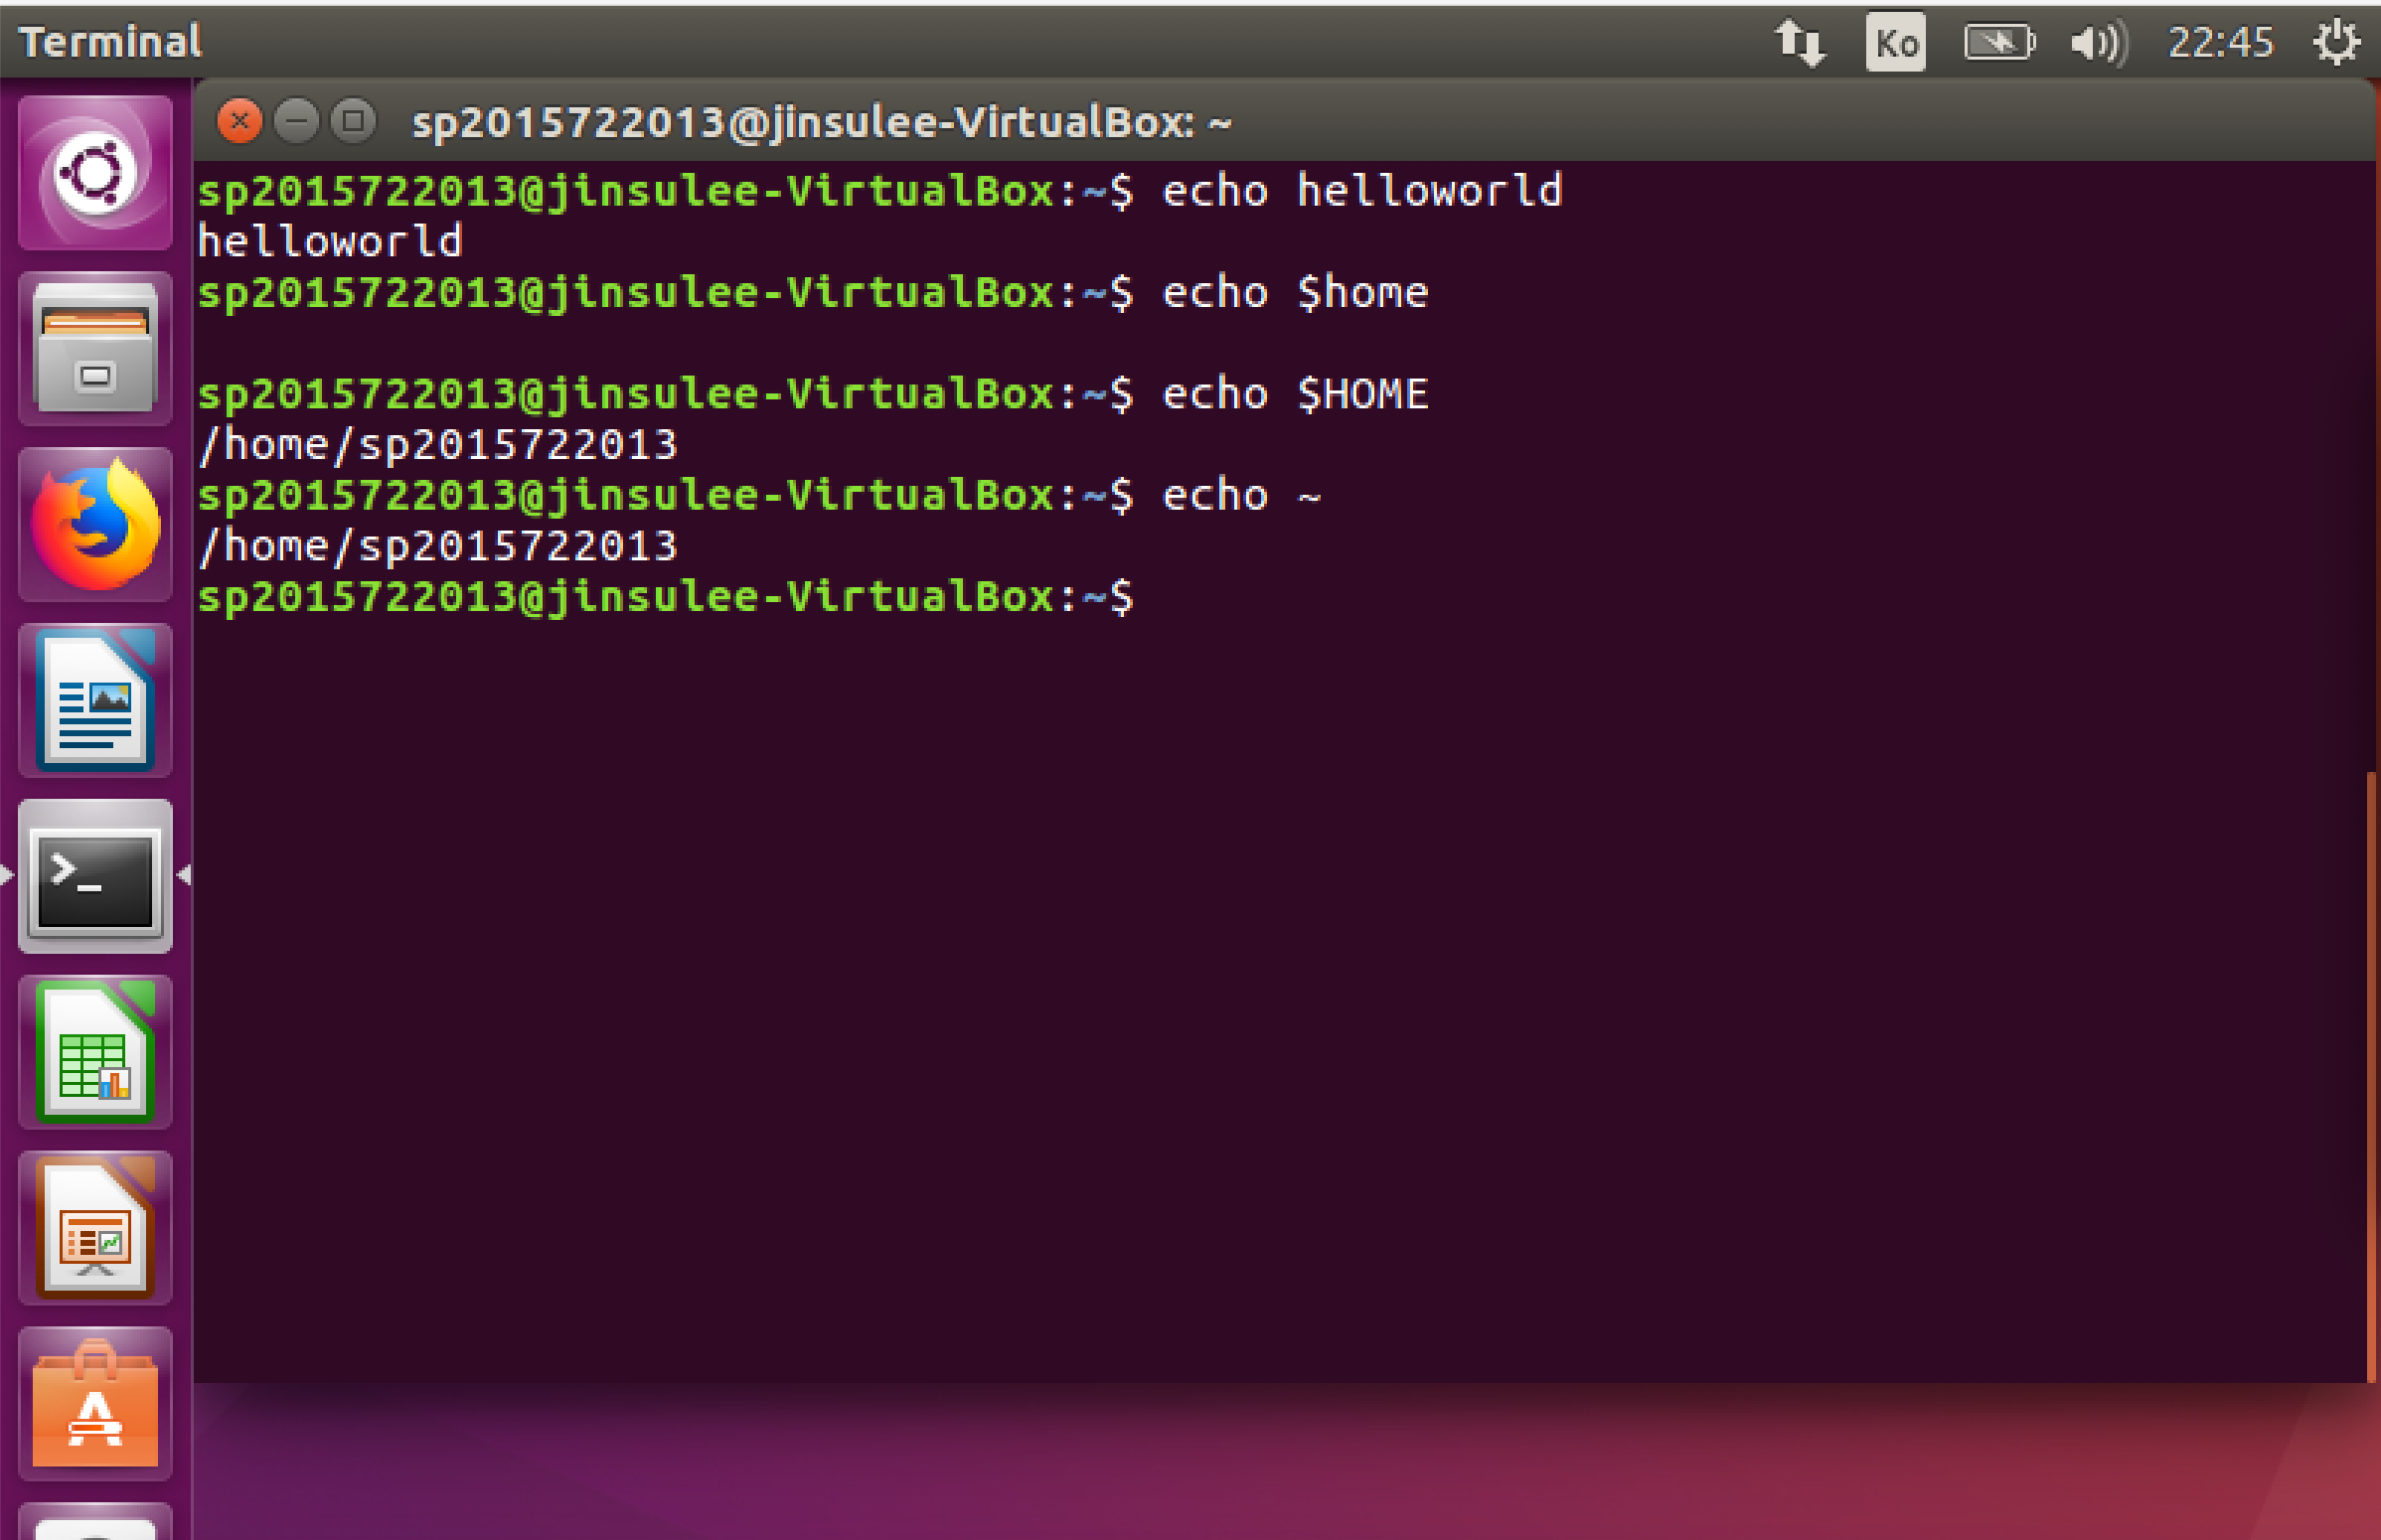 Terminal
Ko
22:45
sp2015722013@jinsulee-VirtualBox: ~
sp2015722013@jinsulee-VirtualBox:~$ echo helloworld
helloworld
sp2015722013@jinsulee-VirtualBox:~$ echo $home
sp2015722013@jinsulee-VirtualBox:~$ echo $HOME
/home/sp2015722013
sp2015722013@jinsulee-VirtualBox:~$ echo ~
/home/sp2015722013
sp2015722013@jinsulee-VirtualBox:~$